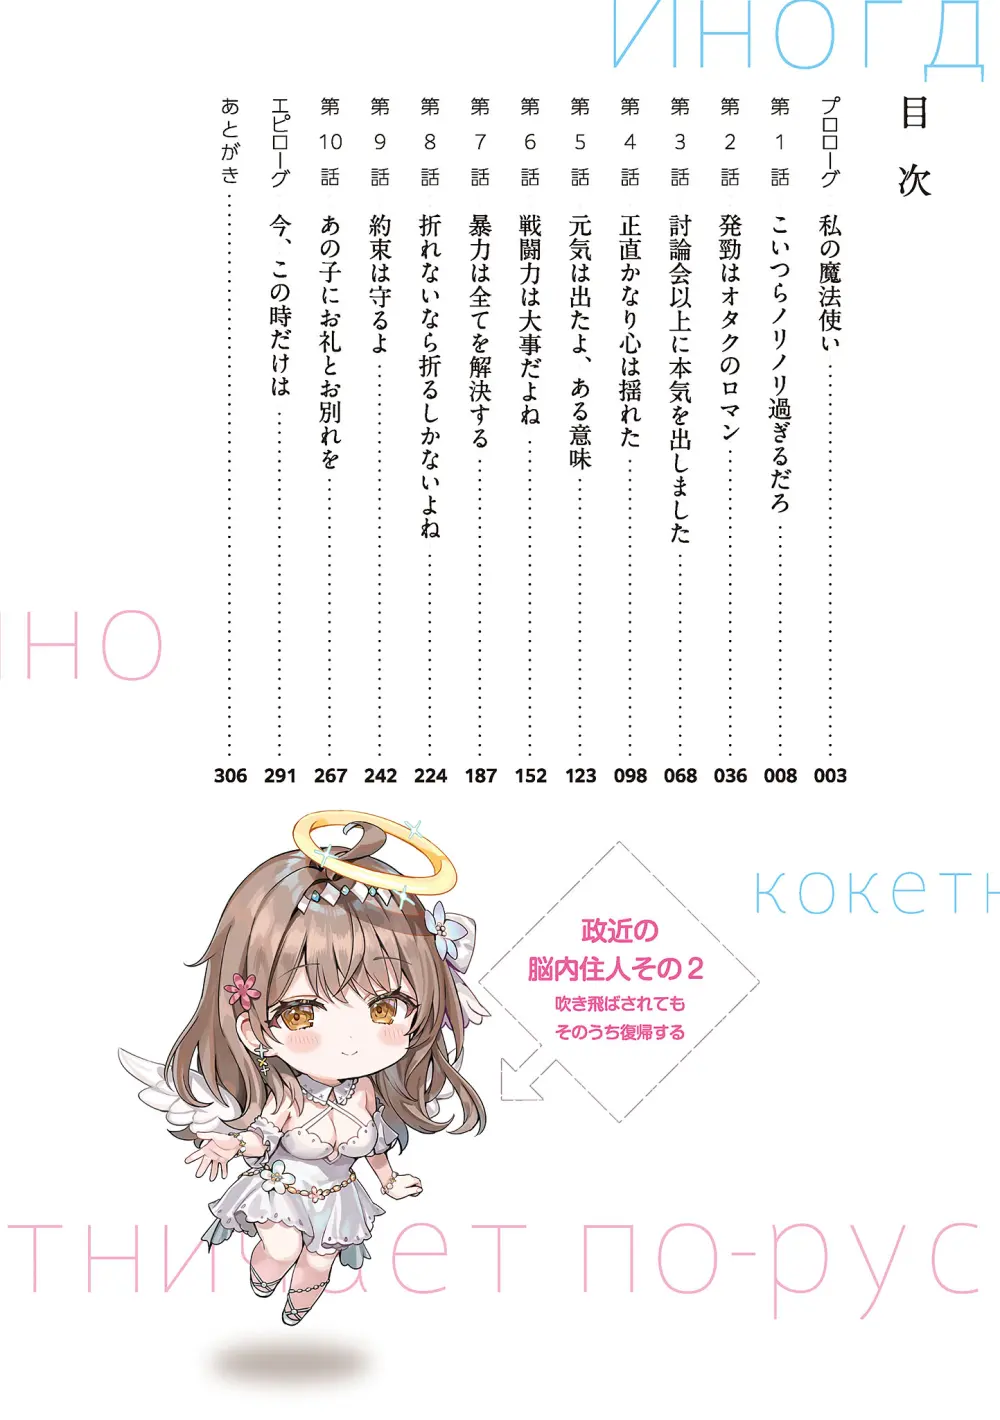 Иногд
目次
プロローグ 私の魔法使い 003
第1話 こいつらノリノリ過ぎるだろ 008
第2話 発勁はオタクのロマン 036
第3話 討論会以上に本気を出しました 068
第4話 正直かなり心は揺れた 098
第5話 元気は出たよ、ある意味 123
第6話 戦闘力は大事だよね 152
第7話 暴力は全てを解決する 187
第8話 折れないなら折るしかないよね 224
第9話 約束は守るよ 242
第10話 あの子にお礼とお別れを 267
エピローグ 今、この時だけは 291
あとがき 306
но
кокетн
政近の
脳内住人その2
吹き飛ばされても
そのうち復帰する
тничает по-рус